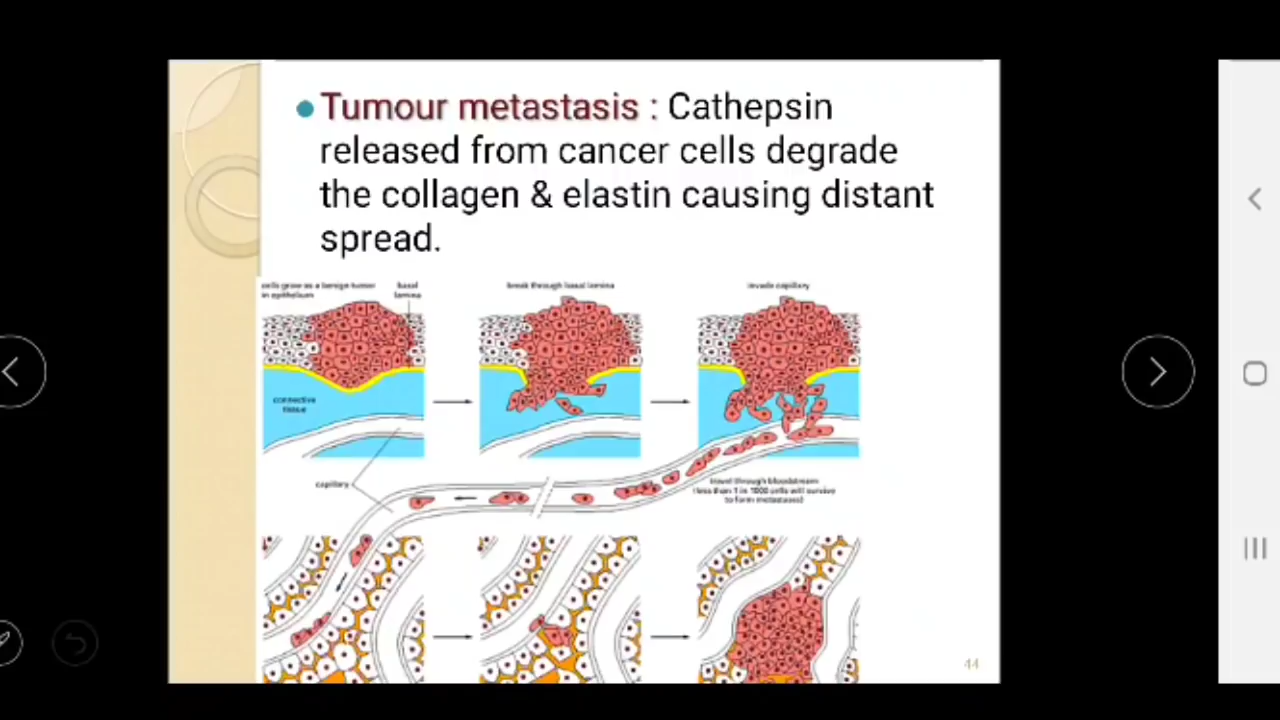 Tumour metastasis : Cathepsin
released from cancer cells degrade
the collagen & elastin causing distant
spread.
cells grow as a benign tumor
in epithelium
basal
lamina
break through basal lamina
invade capillary
connective
tissue
capillary
travel through bloodstream
(less than 1 in 1000 cells will survive
to form metastases)
44